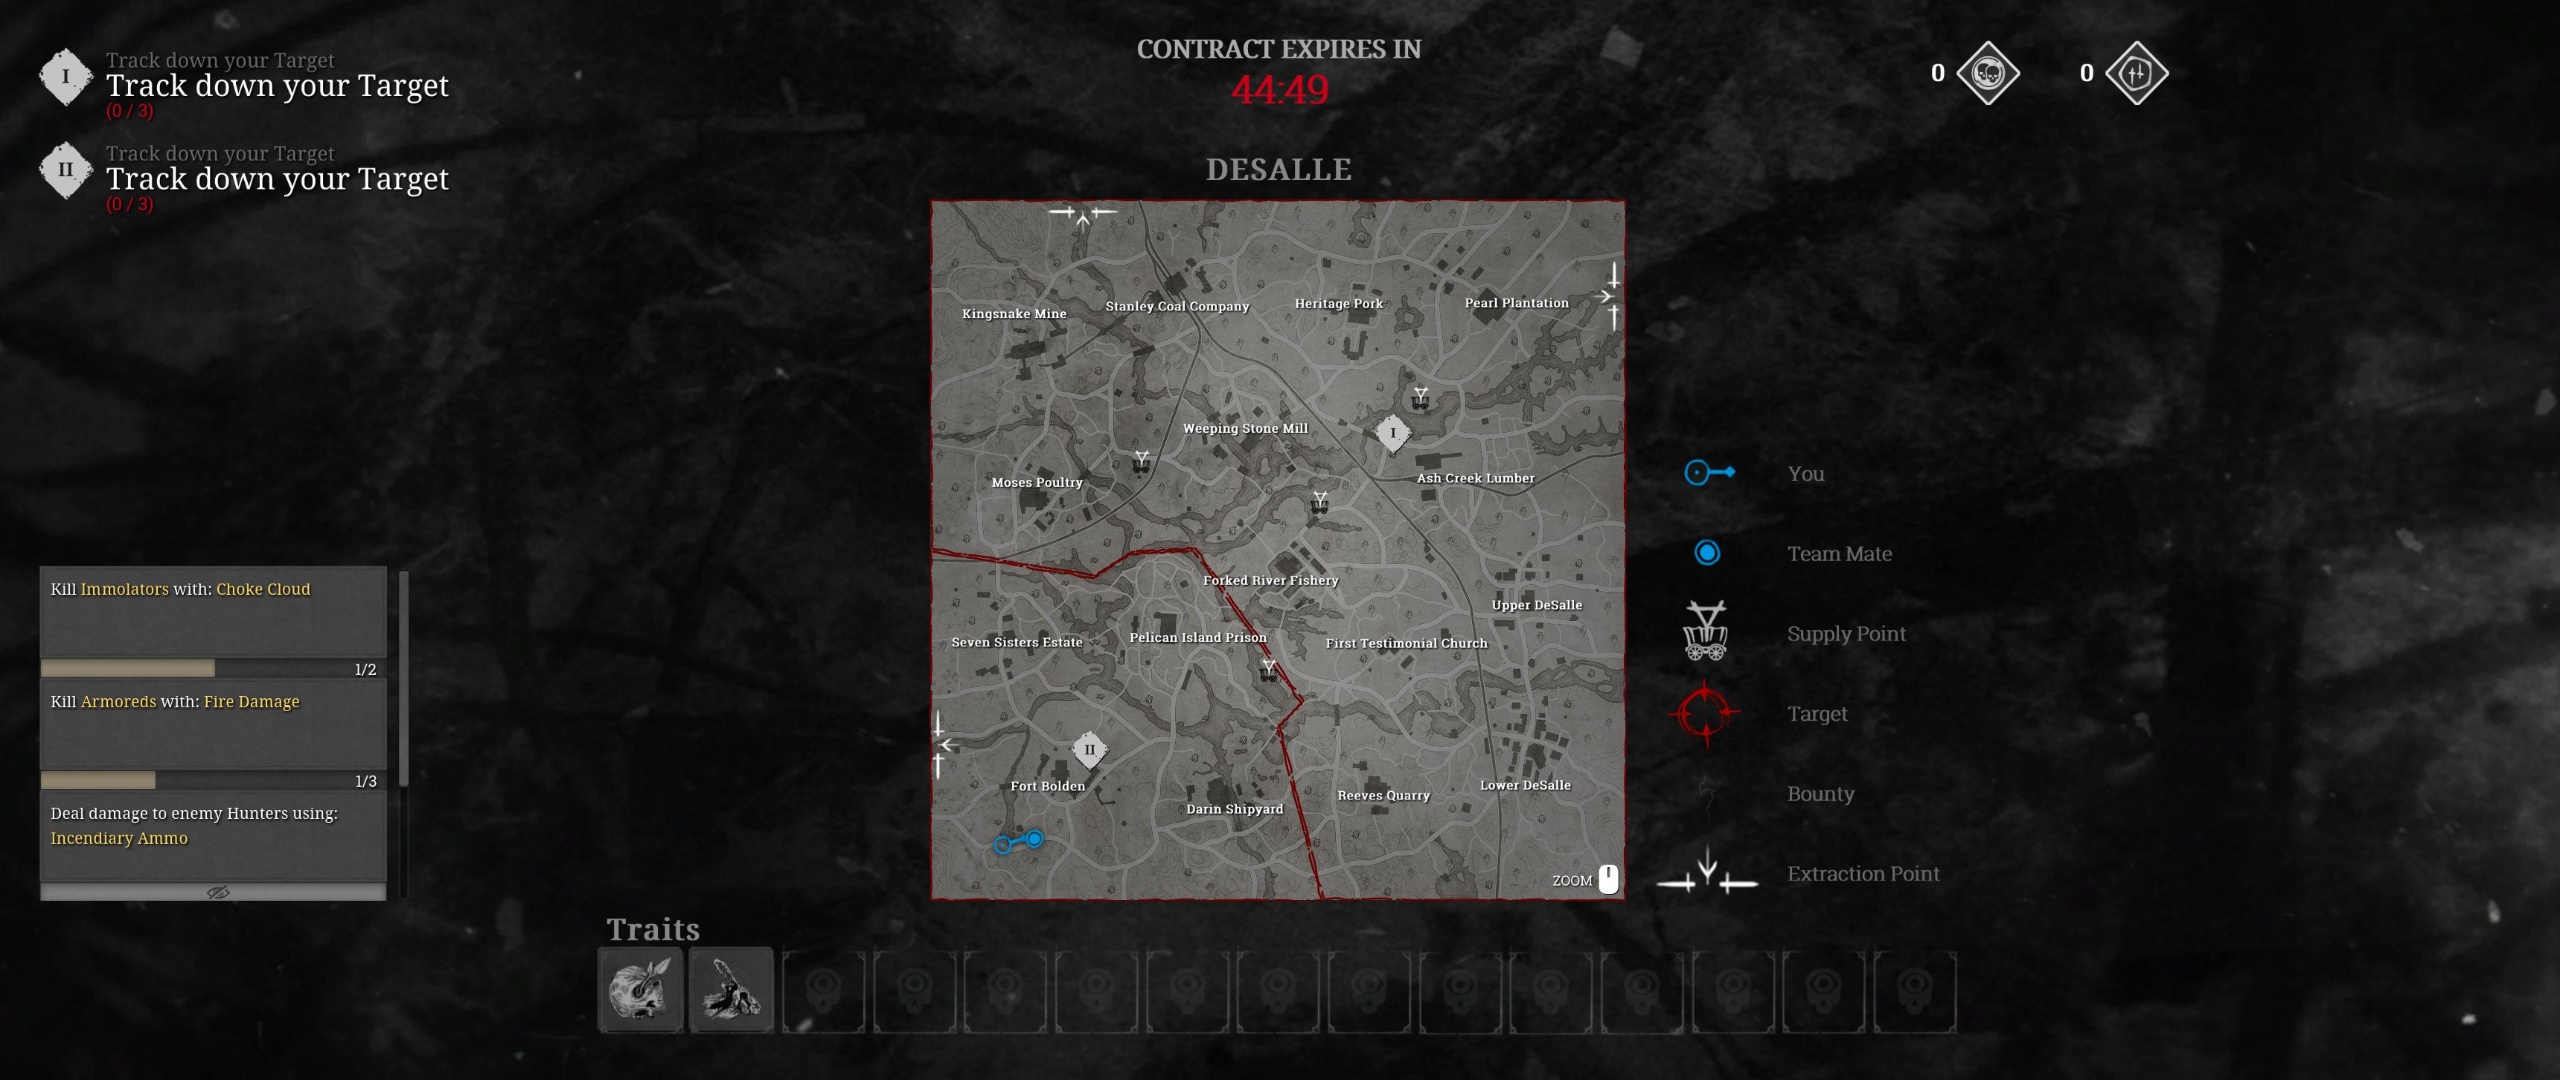 I
Track down your Target
Track down your Target
(0 / 3)
II
Track down your Target
Track down your Target
(0 / 3)
CONTRACT EXPIRES IN
44:49
0
0
DESALLE
Kingsnake Mine
Stanley Coal Company
Heritage Pork
Pearl Plantation
Weeping Stone Mill
I
Moses Poultry
Ash Creek Lumber
Forked River Fishery
Upper DeSalle
Seven Sisters Estate
Pelican Island Prison
First Testimonial Church
II
Fort Bolden
Darin Shipyard
Reeves Quarry
Lower DeSalle
ZOOM
You
Team Mate
Supply Point
Target
Bounty
Extraction Point
Kill Immolators with: Choke Cloud
1/2
Kill Armoreds with: Fire Damage
1/3
Deal damage to enemy Hunters using:
Incendiary Ammo
Traits